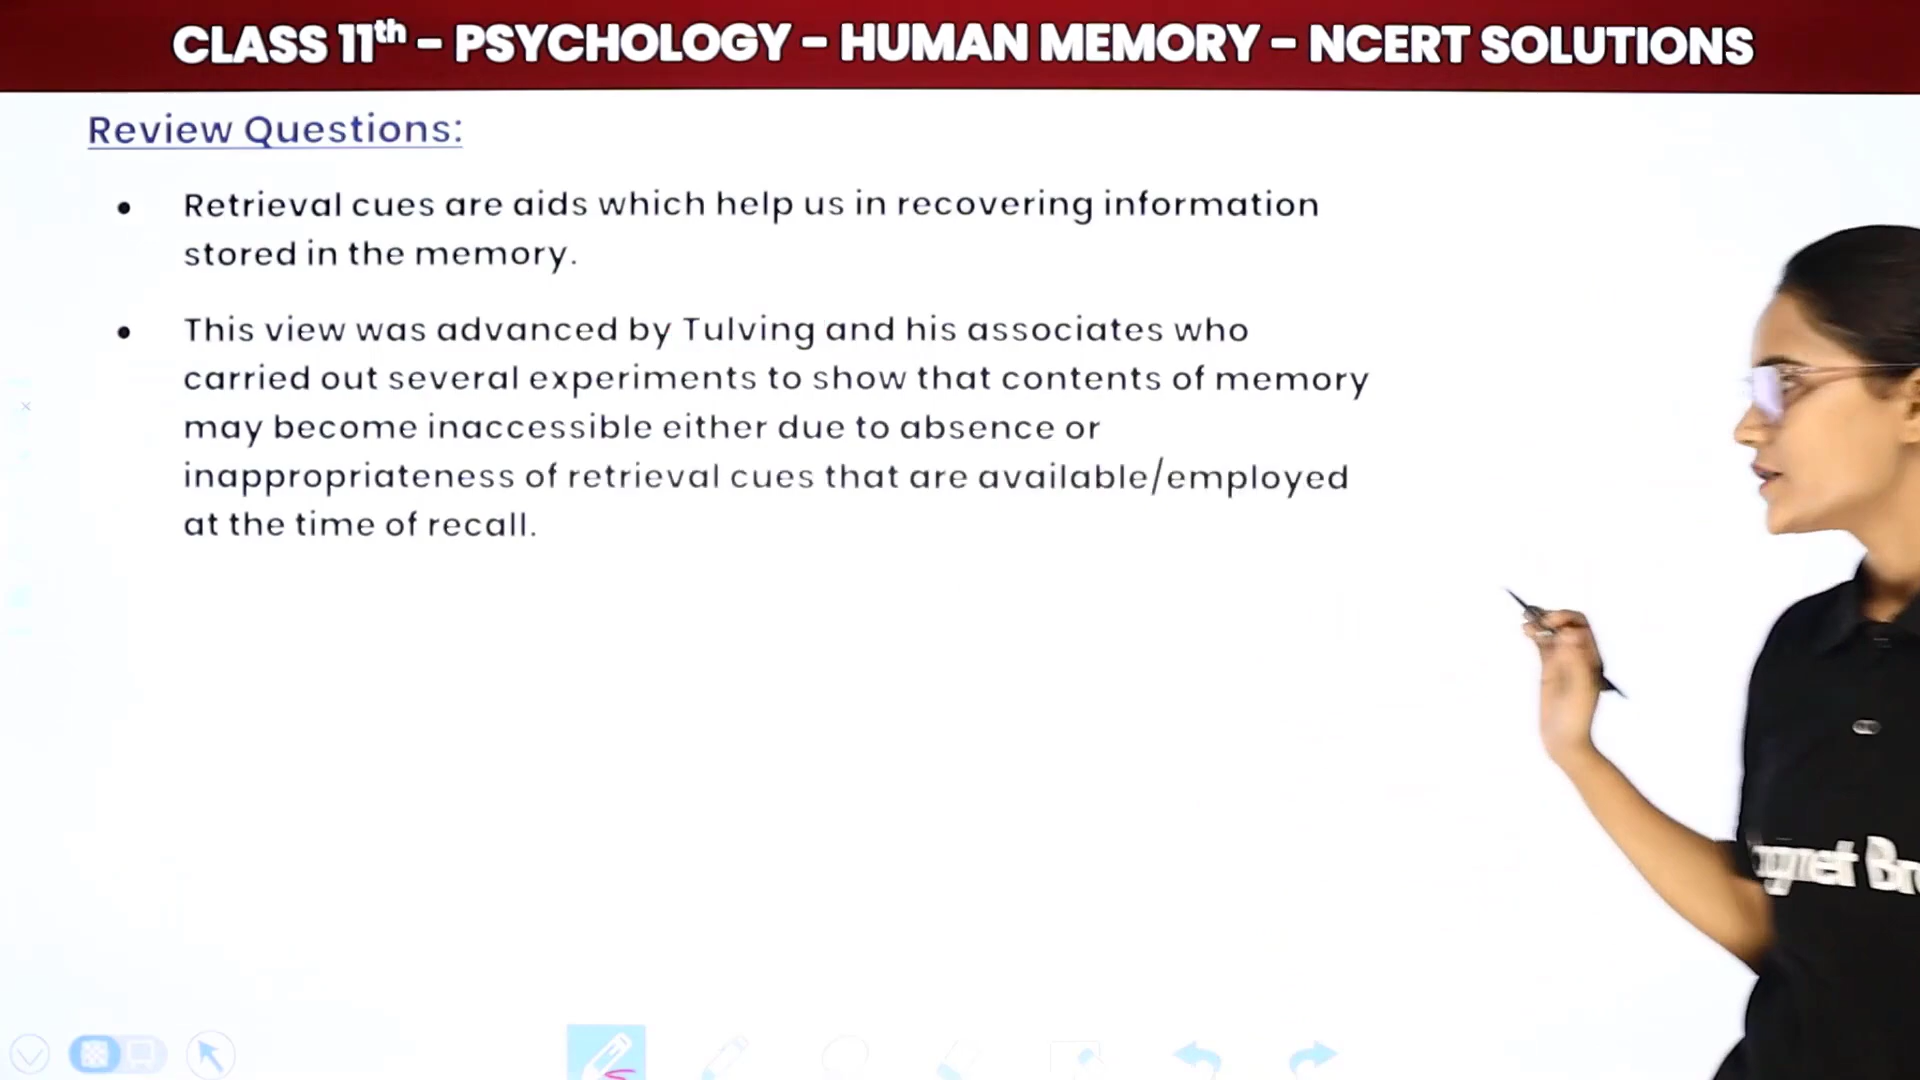 CLASS 11th – PSYCHOLOGY – HUMAN MEMORY – NCERT SOLUTIONS
Review Questions:
• Retrieval cues are aids which help us in recovering information
stored in the memory.
• This view was advanced by Tulving and his associates who
carried out several experiments to show that contents of memory
may become inaccessible either due to absence or
inappropriateness of retrieval cues that are available/employed
at the time of recall.
agnet Br